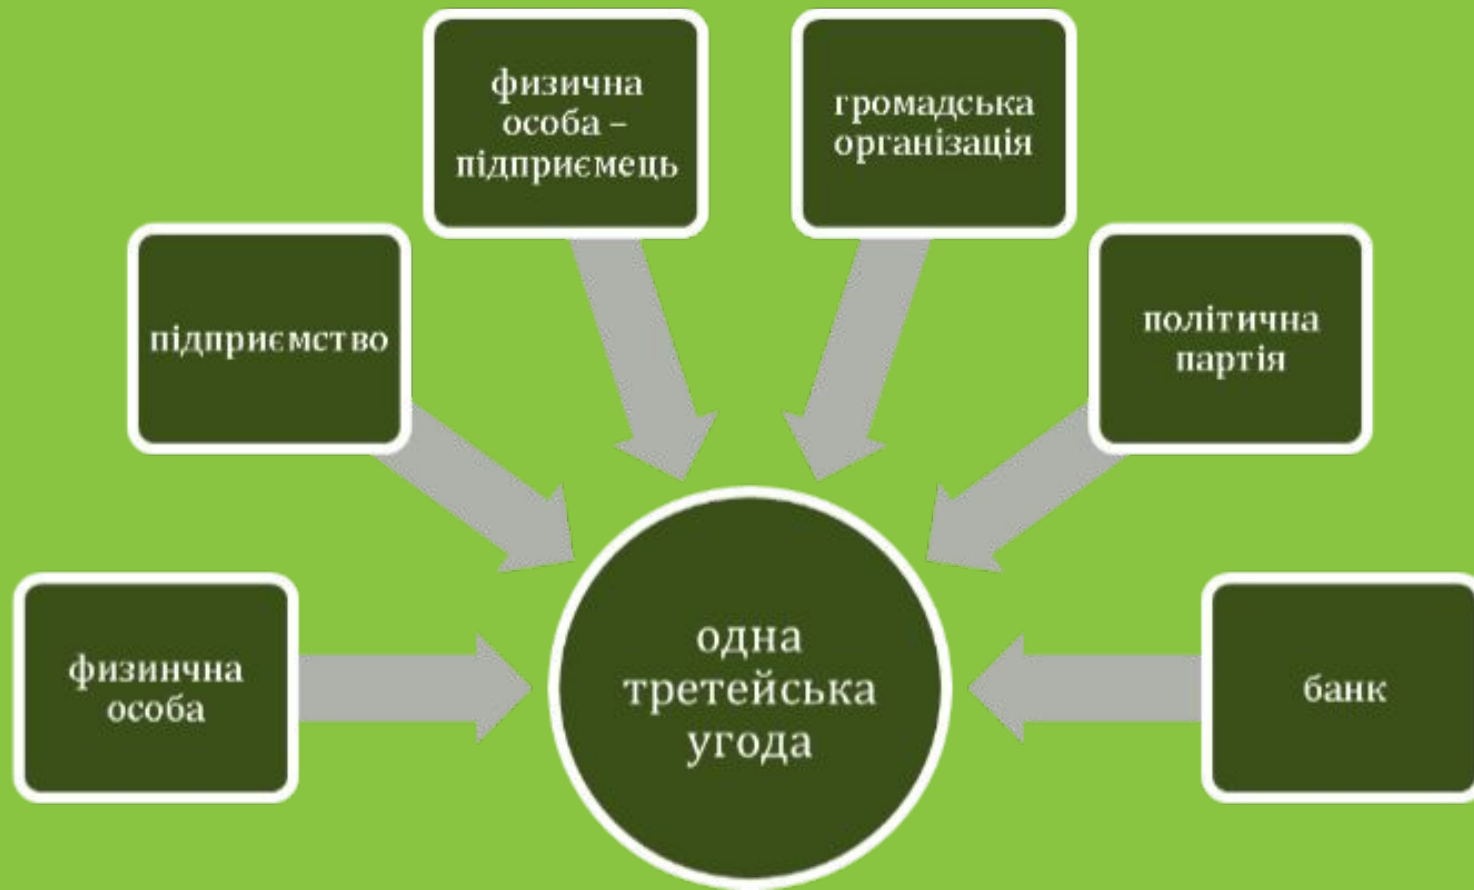 физична
особа –
підприємець
громадська
організація
підприємство
політична
партія
физинчна
особа
одна
третейська
угода
банк